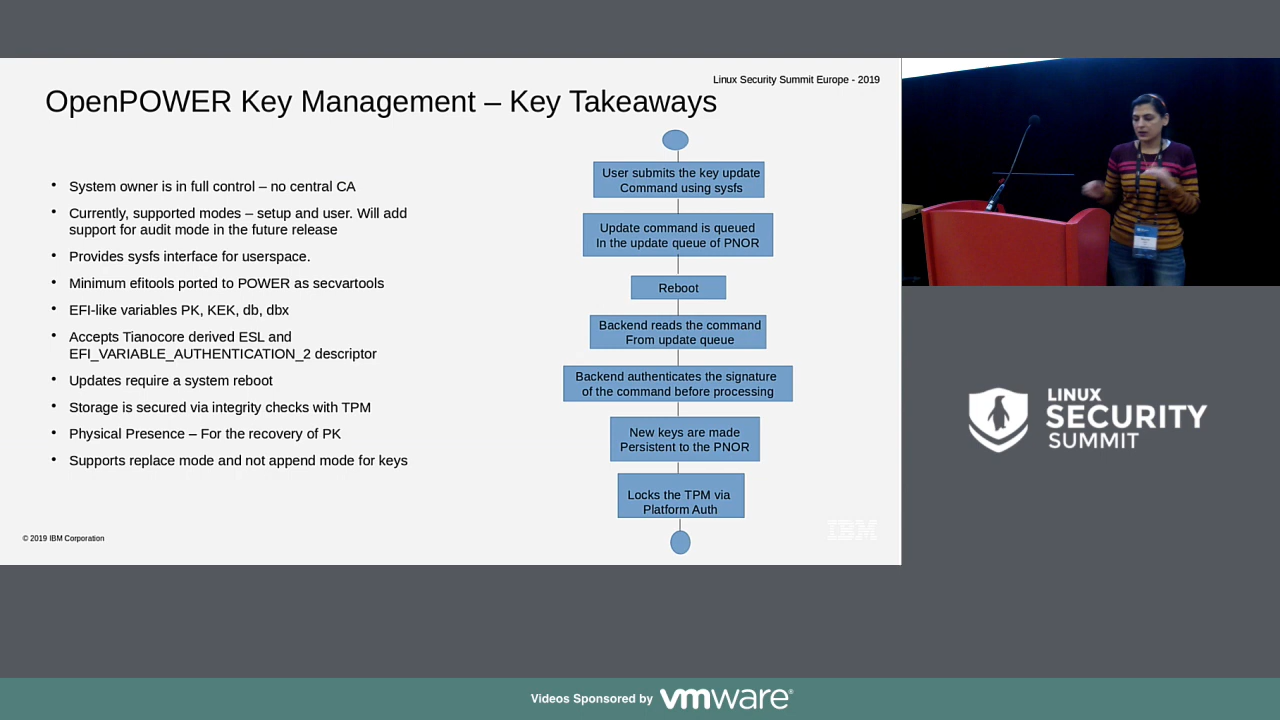 Linux Security Summit Europe - 2019
OpenPOWER Key Management – Key Takeaways
• System owner is in full control – no central CA
• Currently, supported modes – setup and user. Will add
support for audit mode in the future release
• Provides sysfs interface for userspace.
• Minimum efitools ported to POWER as secvartools
• EFI-like variables PK, KEK, db, dbx
• Accepts Tianocore derived ESL and
EFI_VARIABLE_AUTHENTICATION_2 descriptor
• Updates require a system reboot
• Storage is secured via integrity checks with TPM
• Physical Presence – For the recovery of PK
• Supports replace mode and not append mode for keys
User submits the key update
Command using sysfs
Update command is queued
In the update queue of PNOR
Reboot
Backend reads the command
From update queue
Backend authenticates the signature
of the command before processing
New keys are made
Persistent to the PNOR
Locks the TPM via
Platform Auth
© 2019 IBM Corporation
IBM
LINUX
SECURITY
SUMMIT
Videos Sponsored by vmware®